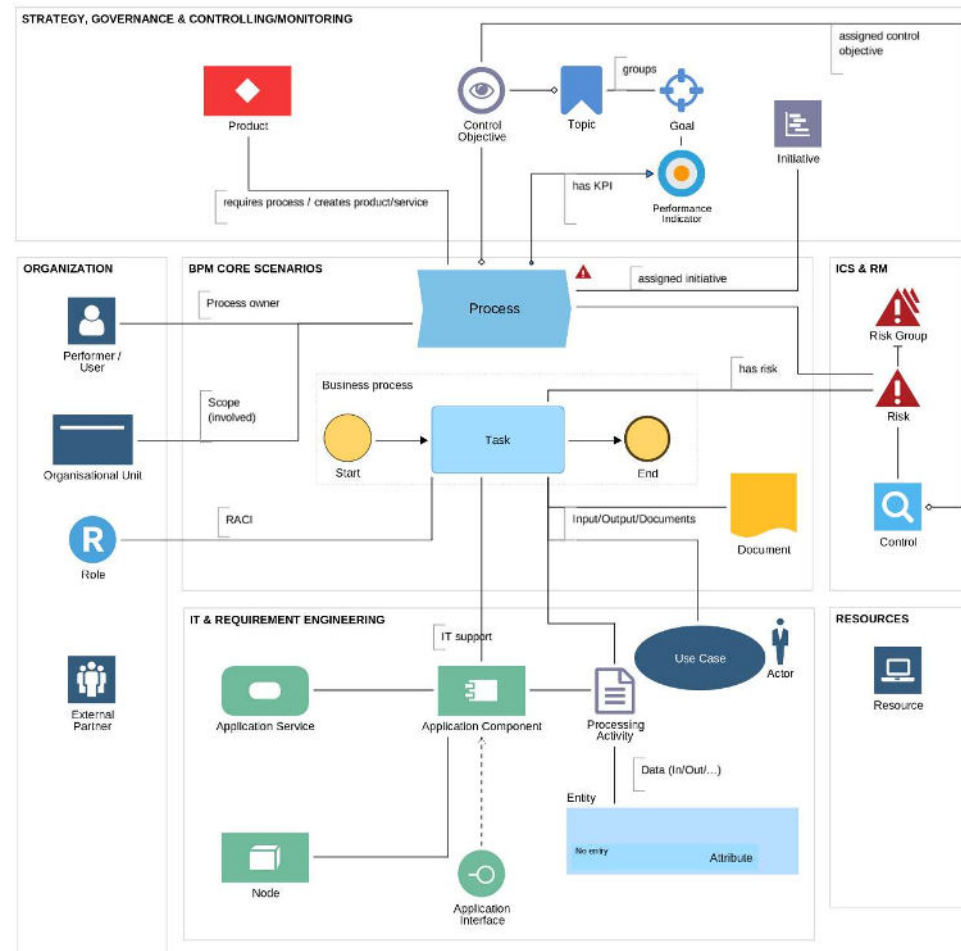 STRATEGY, GOVERNANCE & CONTROLLING/MONITORING
assigned control
objective
groups
Product
Control
Objective
Topic
Goal
Initiative
has KPI
requires process / creates product/service
Performance
Indicator
ORGANIZATION
BPM CORE SCENARIOS
ICS & RM
assigned initiative
Process owner
Process
Risk Group
Performer /
User
has risk
Business process
Scope
(involved)
Task
Risk
Start
End
Organisational Unit
RACI
Input/Output/Documents
R
Role
Document
Control
IT & REQUIREMENT ENGINEERING
RESOURCES
IT support
Use Case
Actor
External
Partner
Application Service
Application Component
Processing
Activity
Resource
Data (In/Out/...)
Entity
No entity
Attribute
Node
Application
Interface